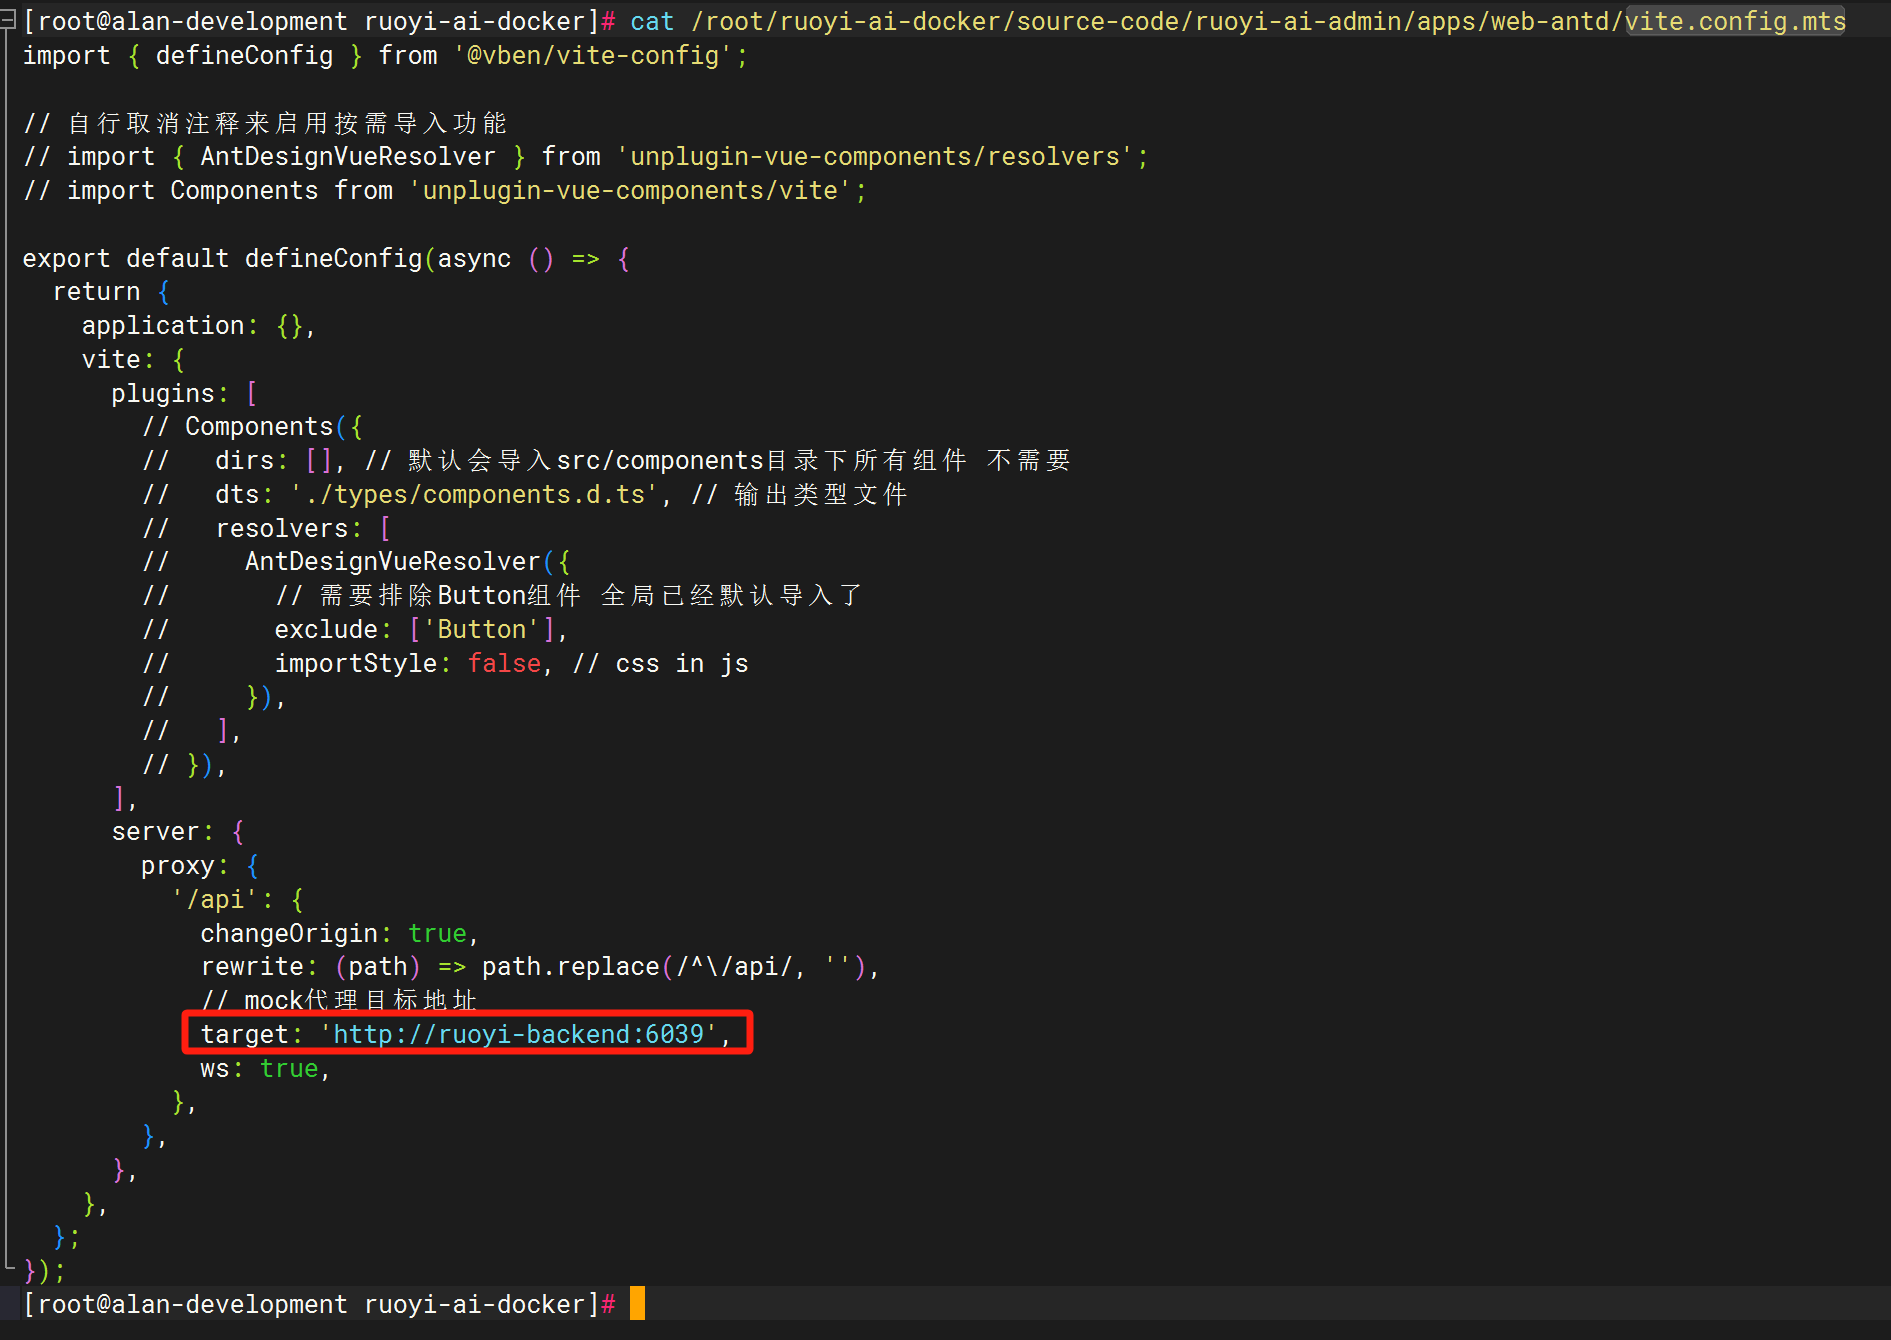 [root@alan-development ruoyi-ai-docker]# cat /root/ruoyi-ai-docker/source-code/ruoyi-ai-admin/apps/web-antd/vite.config.mts
import { defineConfig } from '@vben/vite-config';

// 自行取消注释来启用按需导入功能
// import { AntDesignVueResolver } from 'unplugin-vue-components/resolvers';
// import Components from 'unplugin-vue-components/vite';

export default defineConfig(async () => {
  return {
    application: {},
    vite: {
      plugins: [
        // Components({
        //   dirs: [], // 默认会导入src/components目录下所有组件 不需要
        //   dts: './types/components.d.ts', // 输出类型文件
        //   resolvers: [
        //     AntDesignVueResolver({
        //       // 需要排除Button组件 全局已经默认导入了
        //       exclude: ['Button'],
        //       importStyle: false, // css in js
        //     }),
        //   ],
        // }),
      ],
      server: {
        proxy: {
          '/api': {
            changeOrigin: true,
            rewrite: (path) => path.replace(/^\/api/, ''),
            // mock代理目标地址
            target: 'http://ruoyi-backend:6039',
            ws: true,
          },
        },
      },
    },
  };
});
[root@alan-development ruoyi-ai-docker]#